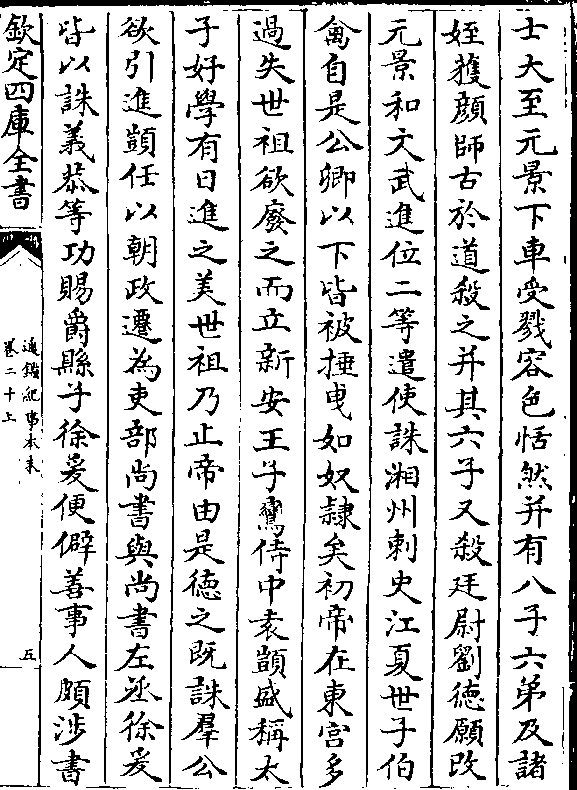 士大至元景下車受戮容色恬然并有八子六弟及諸
姪獲顔師古於道殺之并其六子又殺廷尉劉德願改
元景和文武進位二等遣使誅湘州刺史江夏世子伯
禽自是公卿以下皆被捶曵如奴隷矣初帝在東宫多
過失世祖欲廢之而立新安王子鸞侍中袁顗盛稱太
子好學有日進之美世祖乃止帝由是德之既誅羣公
欲引進顗任以朝政遷為吏部尚書與尚書左丞徐爰
皆以誅義恭等功賜爵縣子徐爰便僻善事人頗涉書
欽定四庫全書
通鑑紀事本末
卷二十上
五